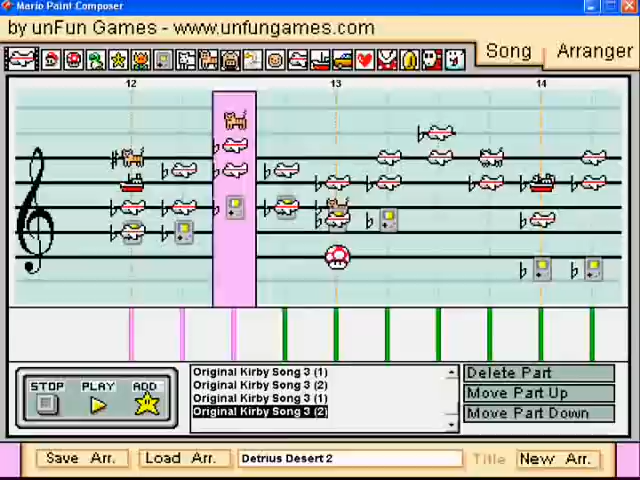 Mario Paint Composer
by unFun Games - www.unfungames.com
Song
Arranger
12
13
14
STOP
PLAY
ADD
Original Kirby Song 3 (1)
Original Kirby Song 3 (2)
Original Kirby Song 3 (1)
Original Kirby Song 3 (2)
Delete Part
Move Part Up
Move Part Down
Save Arr.
Load Arr.
Detrius Desert 2
Title
New Arr.